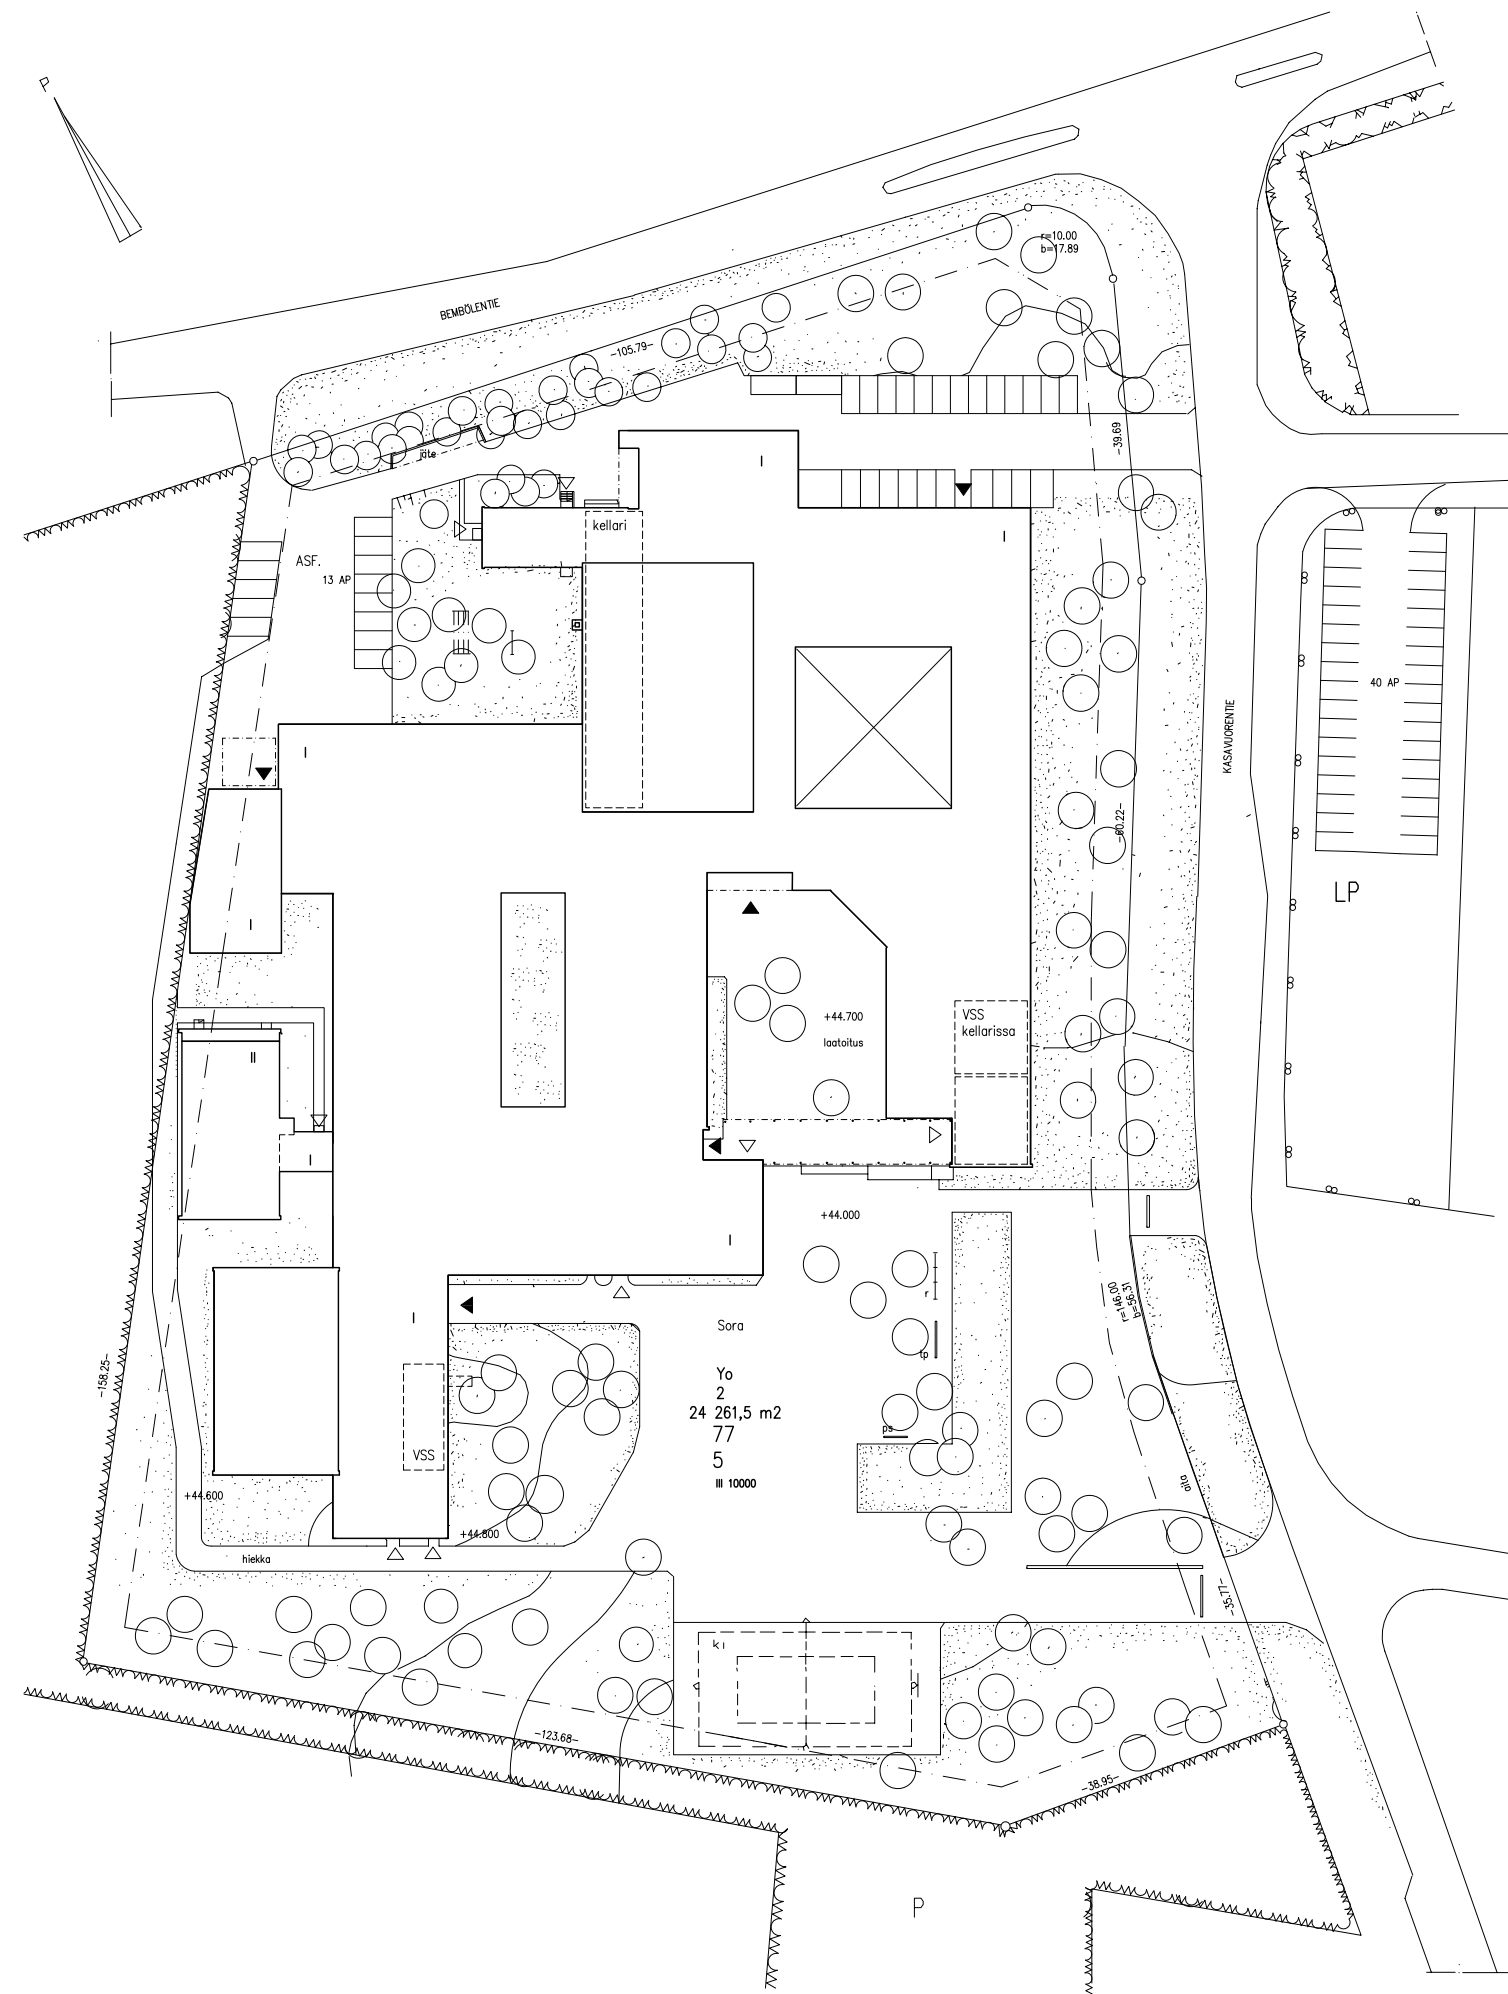 P
r=10.00
b=17.89
BEMBÖLENTIE
-105.79-
-39.69
jäte
I
kellari
I
ASF.
13 AP
40 AP
KASAVUORENTIE
I
-60.22-
LP
I
+44.700
laatoitus
VSS
kellarissa
II
I
+44.000
I
r=146.00
b=56.31
r
I
Sora
tp
-158.25-
Yo
2
24 261,5 m2
77
5
III 10000
ps
VSS
aita
+44.600
+44.800
hiekka
-35.77-
k
-123.68-
-38.95-
P